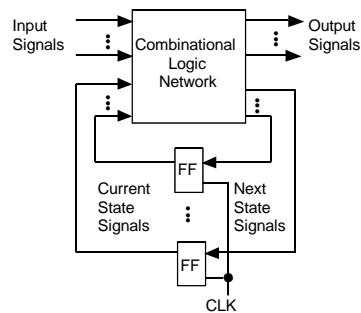 Input
Signals
Combinational
Logic
Network
Output
Signals
FF
Current
State
Signals
Next
State
Signals
FF
CLK